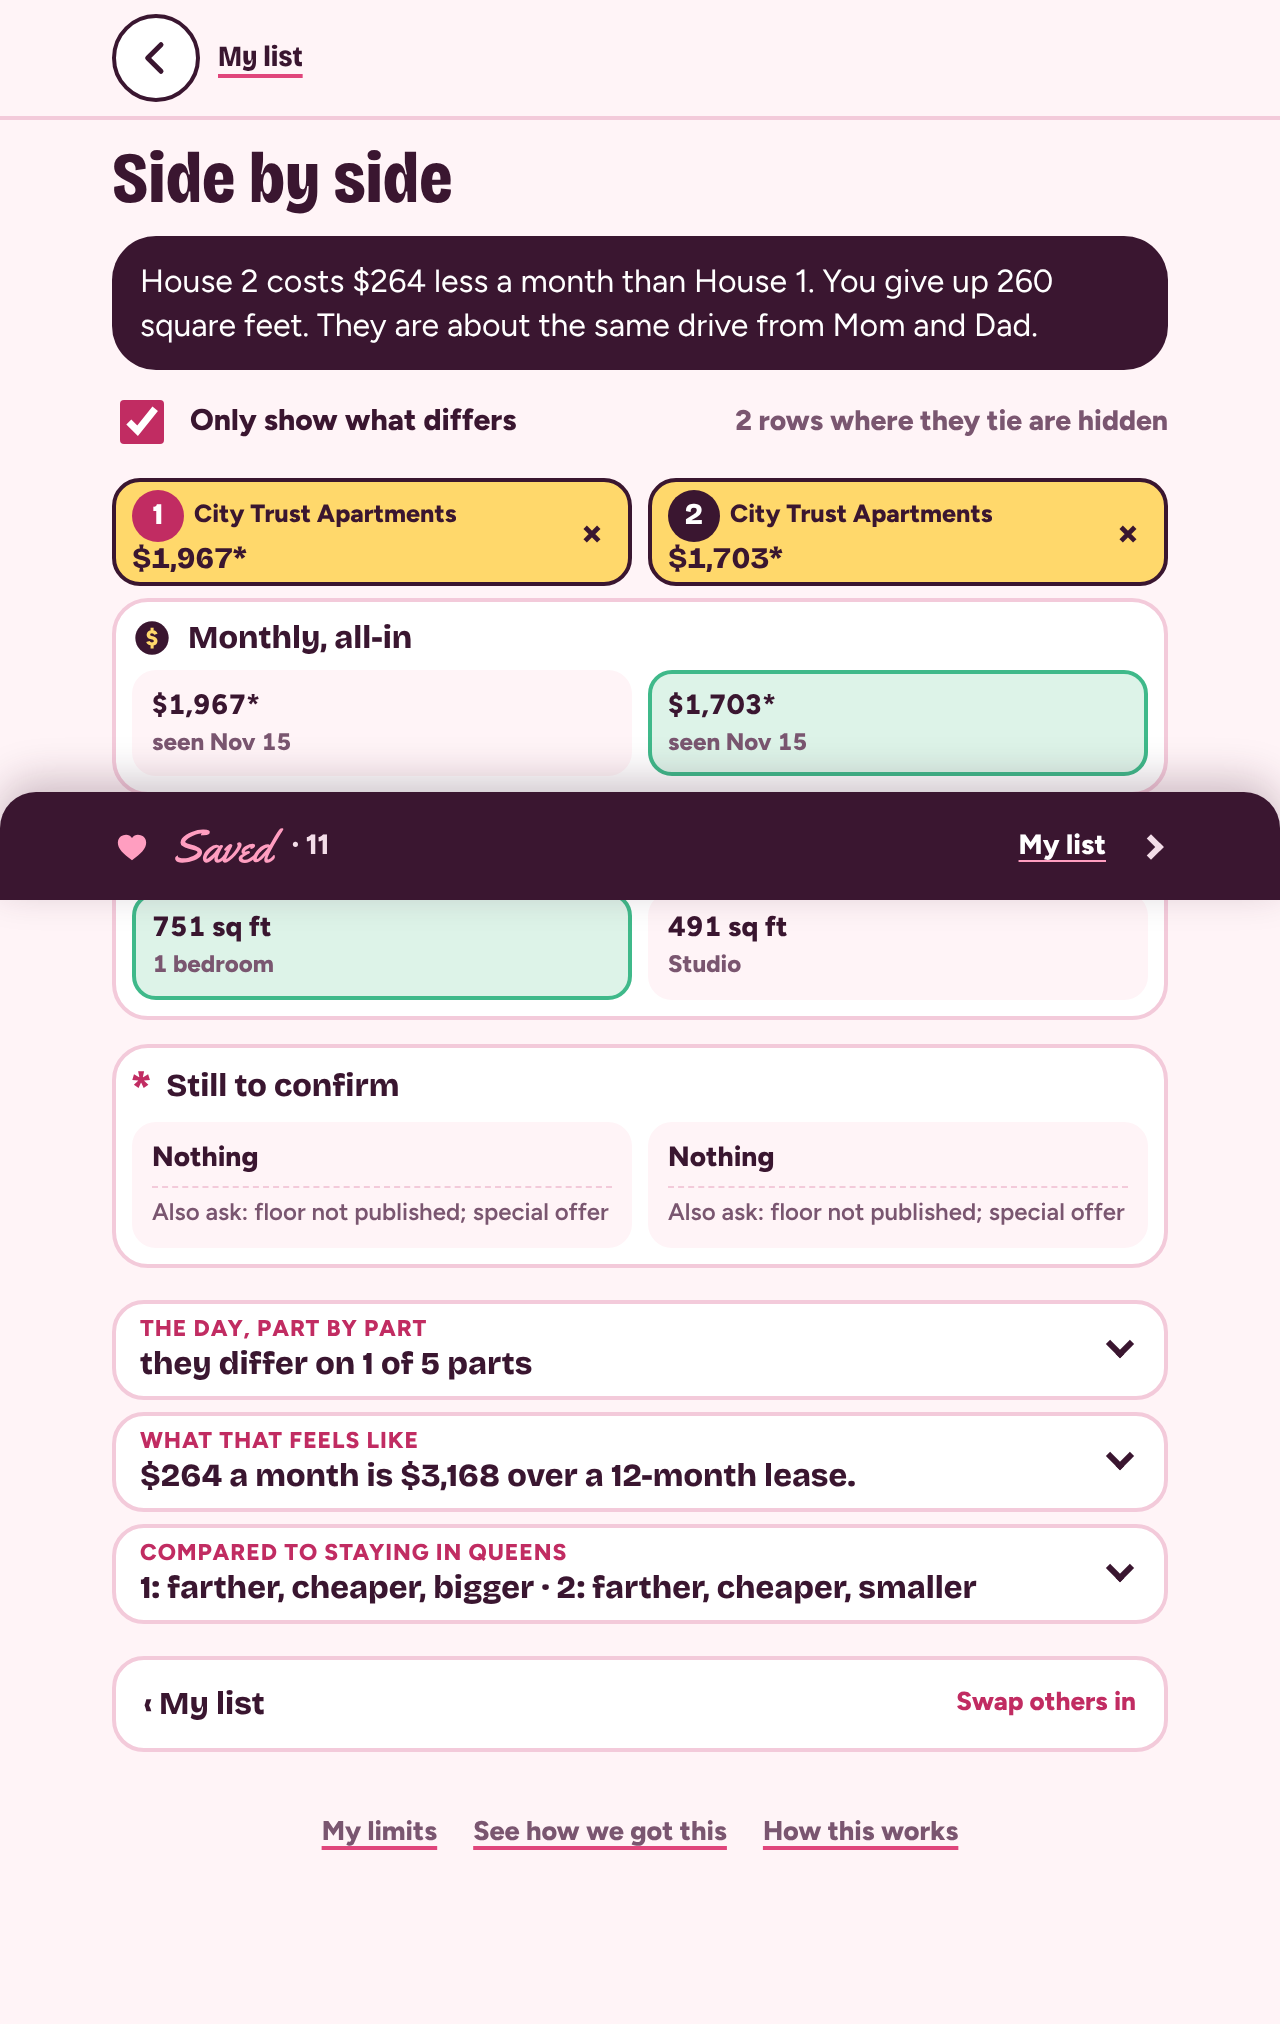 My list
Side by side
House 2 costs $264 less a month than House 1. You give up 260
square feet. They are about the same drive from Mom and Dad.
Only show what differs
2 rows where they tie are hidden
1 City Trust Apartments
$1,967*
×
2 City Trust Apartments
$1,703*
×
$ Monthly, all-in
$1,967*
seen Nov 15
$1,703*
seen Nov 15
Saved · 11
My list
751 sq ft
1 bedroom
491 sq ft
Studio
* Still to confirm
Nothing
Also ask: floor not published; special offer
Nothing
Also ask: floor not published; special offer
THE DAY, PART BY PART
they differ on 1 of 5 parts
WHAT THAT FEELS LIKE
$264 a month is $3,168 over a 12-month lease.
COMPARED TO STAYING IN QUEENS
1: farther, cheaper, bigger · 2: farther, cheaper, smaller
‹ My list
Swap others in
My limits
See how we got this
How this works